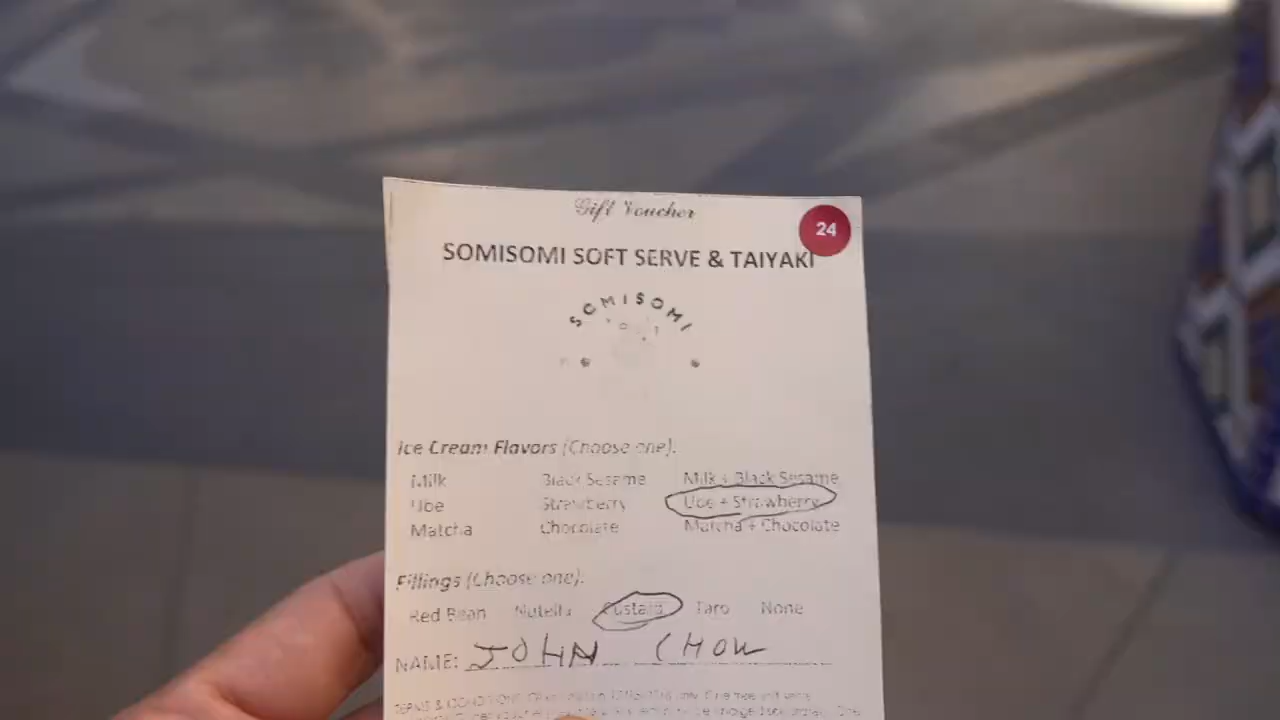 Gift Voucher
24
SOMISOMI SOFT SERVE & TAIYAKI
SOMISOMI
Ice Cream Flavors (Choose one):
Milk Black Sesame Milk + Black Sesame
Ube Strawberry Ube + Strawberry
Matcha Chocolate Matcha + Chocolate
Fillings (Choose one):
Red Bean Nutella Custard Taro None
NAME: JOHN CHOW
TERMS & CONDITIONS